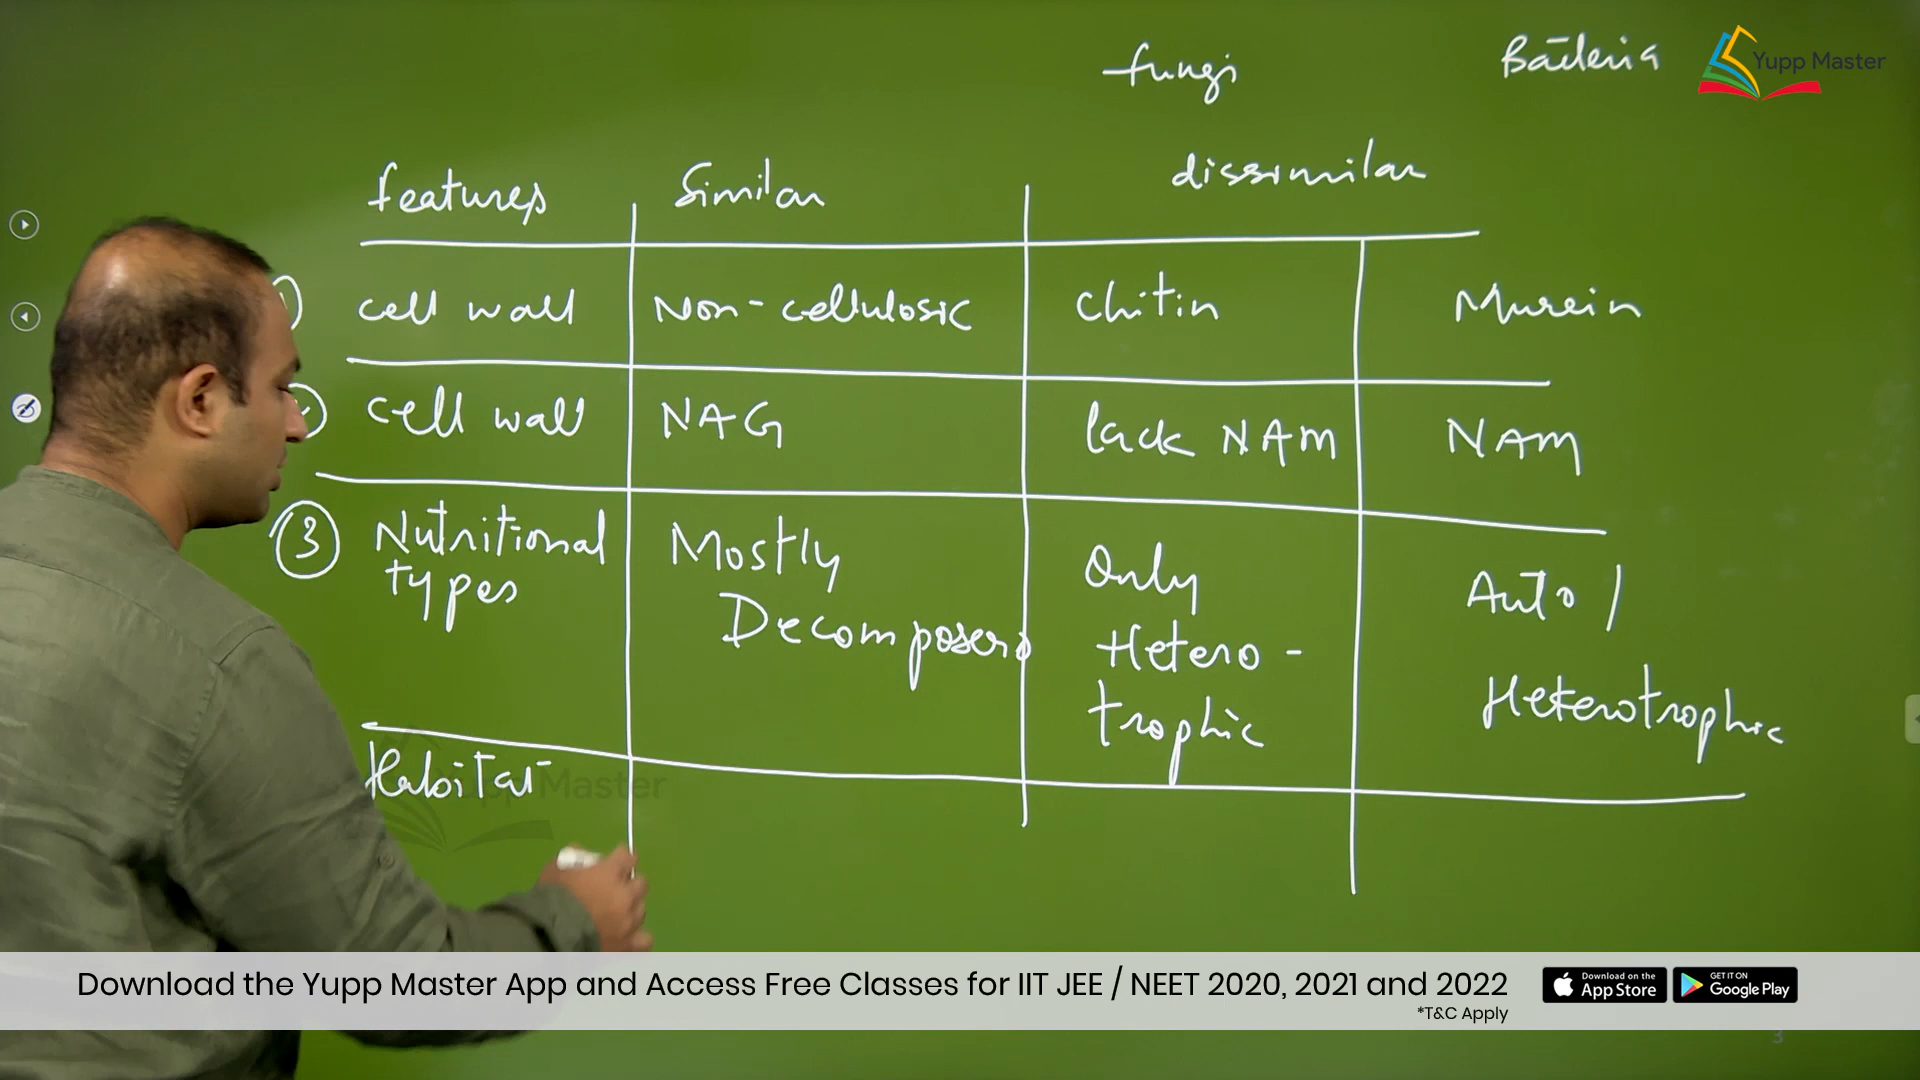 fungi
Bacteria
Yupp Master
features
Similar
dissimilar
cell wall
Non-cellulosic
Chitin
Murein
cell wall
NAG
lack NAM
NAM
3
Nutritional
types
Mostly
Decomposers
Only
Hetero-
trophic
Auto /
Heterotrophic
Habitat
Yupp Master
Download the Yupp Master App and Access Free Classes for IIT JEE / NEET 2020, 2021 and 2022
*T&C Apply
Download on the
App Store
GET IT ON
Google Play
3